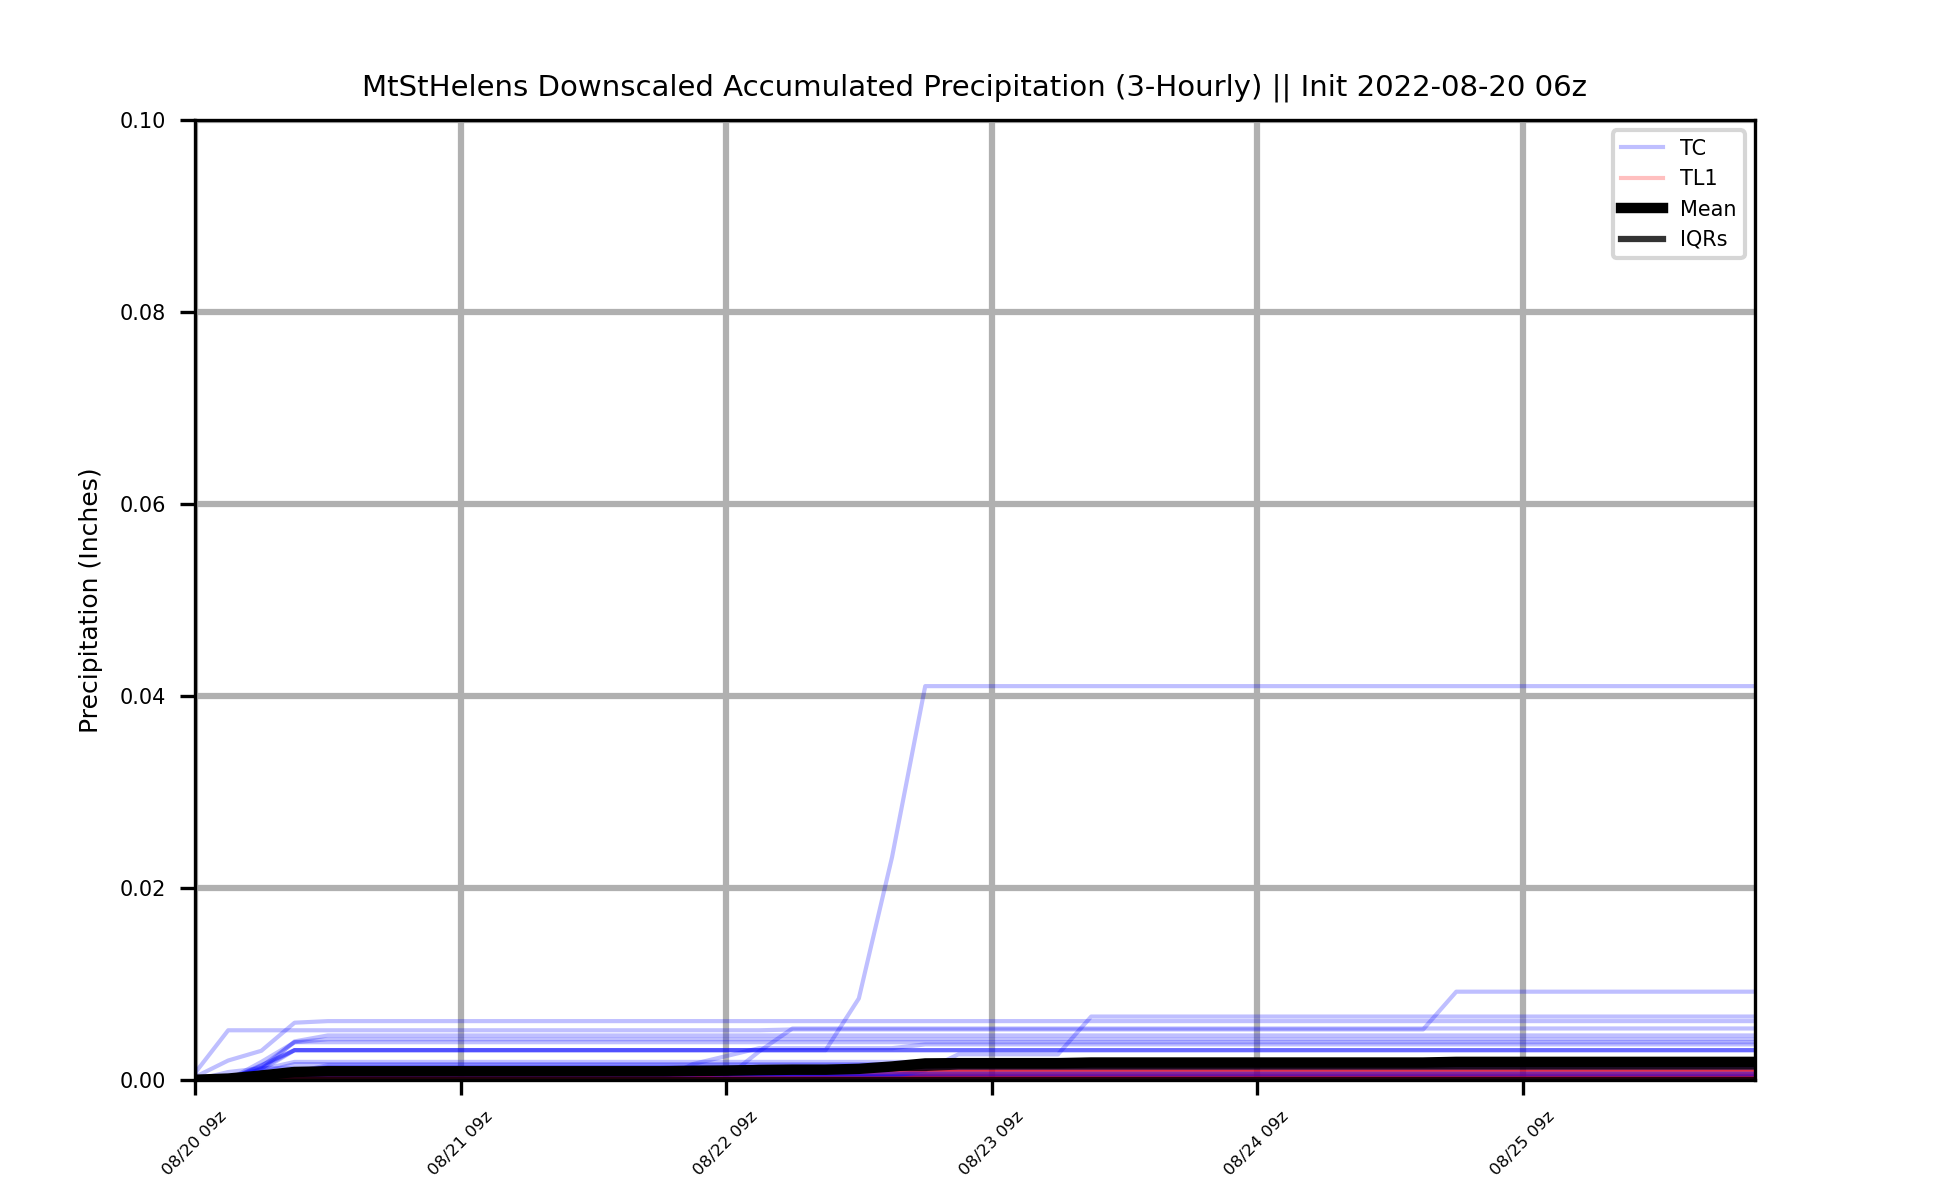 MtStHelens Downscaled Accumulated Precipitation (3-Hourly) || Init 2022-08-20 06z
Precipitation (Inches)
0.10
0.08
0.06
0.04
0.02
0.00
TC
TL1
Mean
IQRs
08/20 09z
08/21 09z
08/22 09z
08/23 09z
08/24 09z
08/25 09z